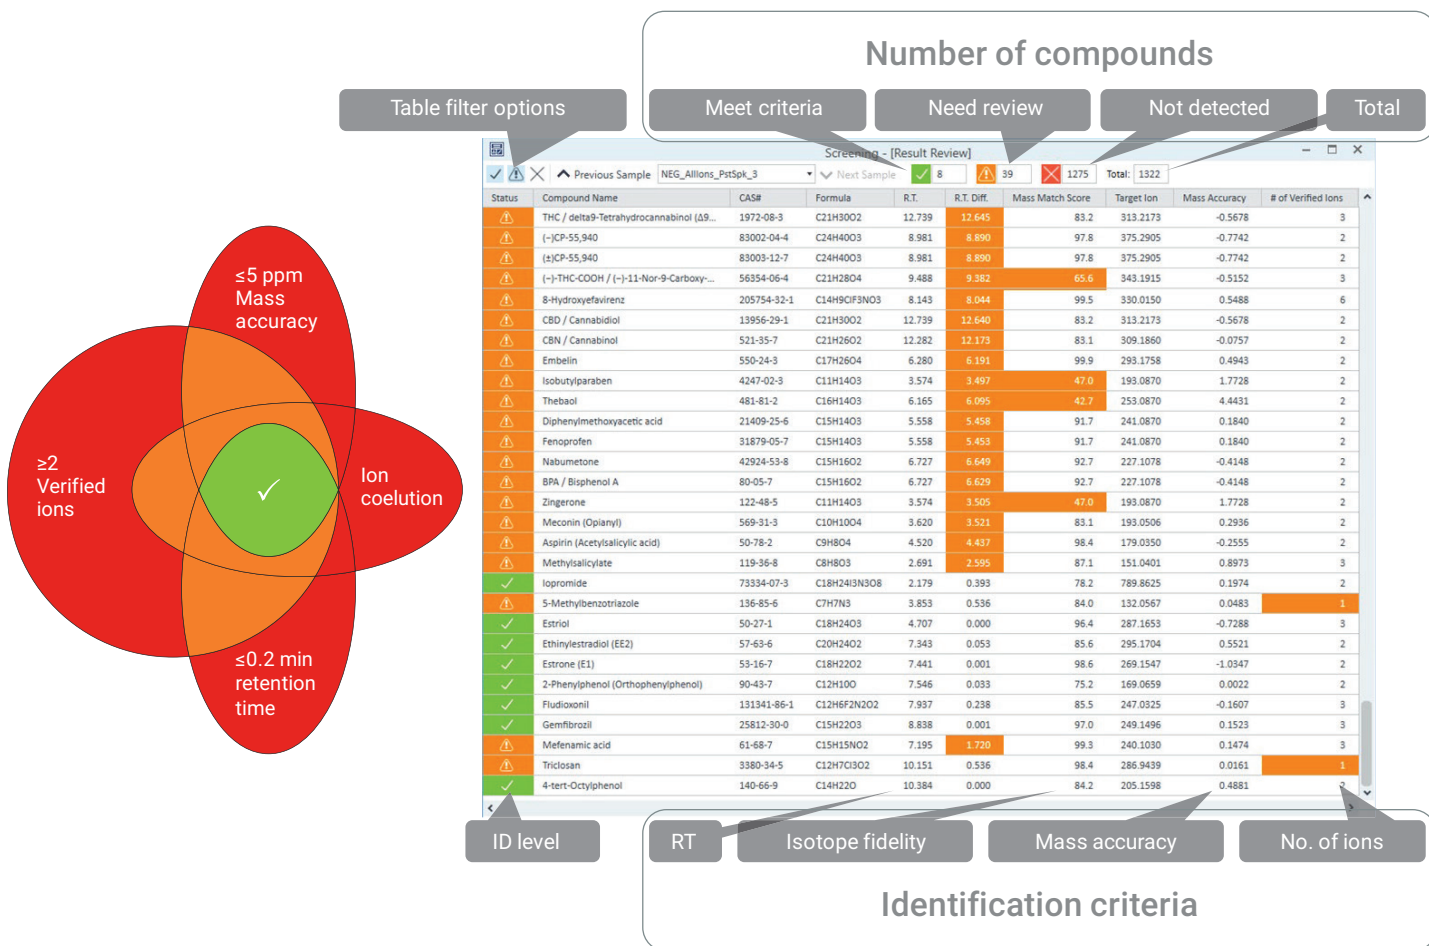 Number of compounds
Table filter options
Meet criteria
Need review
Not detected
Total
Screening - [Result Review]
Previous Sample NEG_AllIons_PstSpk_3 Next Sample 8 39 1275 Total: 1322
Status Compound Name CAS# Formula R.T. R.T. Diff. Mass Match Score Target Ion Mass Accuracy # of Verified Ions
THC / delta9-Tetrahydrocannabinol (Δ9... 1972-08-3 C21H30O2 12.739 12.645 83.2 313.2173 -0.5678 3
(−)CP-55,940 83002-04-4 C24H40O3 8.981 8.890 97.8 375.2905 -0.7742 2
(±)CP-55,940 83003-12-7 C24H40O3 8.981 8.890 97.8 375.2905 -0.7742 2
(−)-THC-COOH / (−)-11-Nor-9-Carboxy-... 56354-06-4 C21H28O4 9.488 9.382 65.6 343.1915 -0.5152 3
8-Hydroxyefavirenz 205754-32-1 C14H9ClF3NO3 8.143 8.044 99.5 330.0150 0.5488 6
CBD / Cannabidiol 13956-29-1 C21H30O2 12.739 12.640 83.2 313.2173 -0.5678 2
CBN / Cannabinol 521-35-7 C21H26O2 12.282 12.173 83.1 309.1860 -0.0757 2
Embelin 550-24-3 C17H26O4 6.280 6.191 99.9 293.1758 0.4943 2
Isobutylparaben 4247-02-3 C11H14O3 3.574 3.497 47.0 193.0870 1.7728 2
Thebaol 481-81-2 C16H14O3 6.165 6.095 42.7 253.0870 4.4431 2
Diphenylmethoxyacetic acid 21409-25-6 C15H14O3 5.558 5.458 91.7 241.0870 0.1840 2
Fenoprofen 31879-05-7 C15H14O3 5.558 5.453 91.7 241.0870 0.1840 2
Nabumetone 42924-53-8 C15H16O2 6.727 6.649 92.7 227.1078 -0.4148 2
BPA / Bisphenol A 80-05-7 C15H16O2 6.727 6.629 92.7 227.1078 -0.4148 2
Zingerone 122-48-5 C11H14O3 3.574 3.505 47.0 193.0870 1.7728 2
Meconin (Opianyl) 569-31-3 C10H10O4 3.620 3.521 83.1 193.0506 0.2936 2
Aspirin (Acetylsalicylic acid) 50-78-2 C9H8O4 4.520 4.437 98.4 179.0350 -0.2555 2
Methylsalicylate 119-36-8 C8H8O3 2.691 2.595 87.1 151.0401 0.8973 3
Iopromide 73334-07-3 C18H24I3N3O8 2.179 0.393 78.2 789.8625 0.1974 2
5-Methylbenzotriazole 136-85-6 C7H7N3 3.853 0.536 84.0 132.0567 0.0483 1
Estriol 50-27-1 C18H24O3 4.707 0.000 96.4 287.1653 -0.7288 3
Ethinylestradiol (EE2) 57-63-6 C20H24O2 7.343 0.053 85.6 295.1704 0.5521 2
Estrone (E1) 53-16-7 C18H22O2 7.441 0.001 98.6 269.1547 -1.0347 2
2-Phenylphenol (Orthophenylphenol) 90-43-7 C12H10O 7.546 0.033 75.2 169.0659 0.0022 2
Fludioxonil 131341-86-1 C12H6F2N2O2 7.937 0.238 85.5 247.0325 -0.1607 3
Gemfibrozil 25812-30-0 C15H22O3 8.838 0.001 97.0 249.1496 0.1523 3
Mefenamic acid 61-68-7 C15H15NO2 7.195 1.720 99.3 240.1030 0.1474 3
Triclosan 3380-34-5 C12H7Cl3O2 10.151 0.536 98.4 286.9439 0.0161 1
4-tert-Octylphenol 140-66-9 C14H22O 10.384 0.000 84.2 205.1598 0.4881 2
ID level
RT
Isotope fidelity
Mass accuracy
No. of ions
Identification criteria
≤5 ppm
Mass
accuracy
≥2
Verified
ions
Ion
coelution
≤0.2 min
retention
time